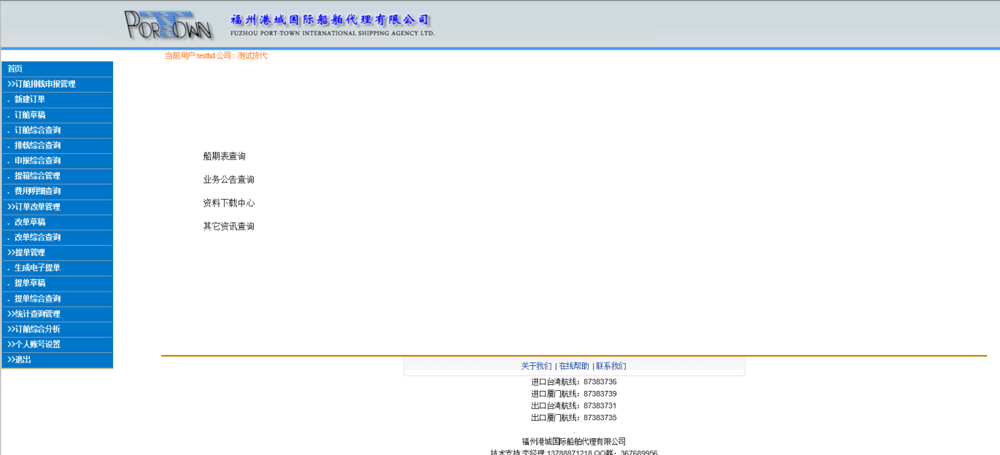 PORTOWN
福州港城国际船舶代理有限公司
FUZHOU PORT-TOWN INTERNATIONAL SHIPPING AGENCY LTD.
当前用户:testhd 公司:: 测试货代
首页
>>订舱排载申报管理
. 新建订单
. 订舱草稿
. 订舱综合查询
. 排载综合查询
. 申报综合查询
. 提箱综合管理
. 费用明细查询
>>订单改单管理
. 改单草稿
. 改单综合查询
>>提单管理
. 生成电子提单
. 提单草稿
. 提单综合查询
>>统计查询管理
>>订舱综合分析
>>个人账号设置
>>退出
船期表查询
业务公告查询
资料下载中心
其它资讯查询
关于我们 | 在线帮助 | 联系我们
进口台湾航线：87383736
进口厦门航线：87383739
出口台湾航线：87383731
出口厦门航线：87383735
.
福州港城国际船舶代理有限公司
技术支持:李经理:13788871218 QQ群：367689956